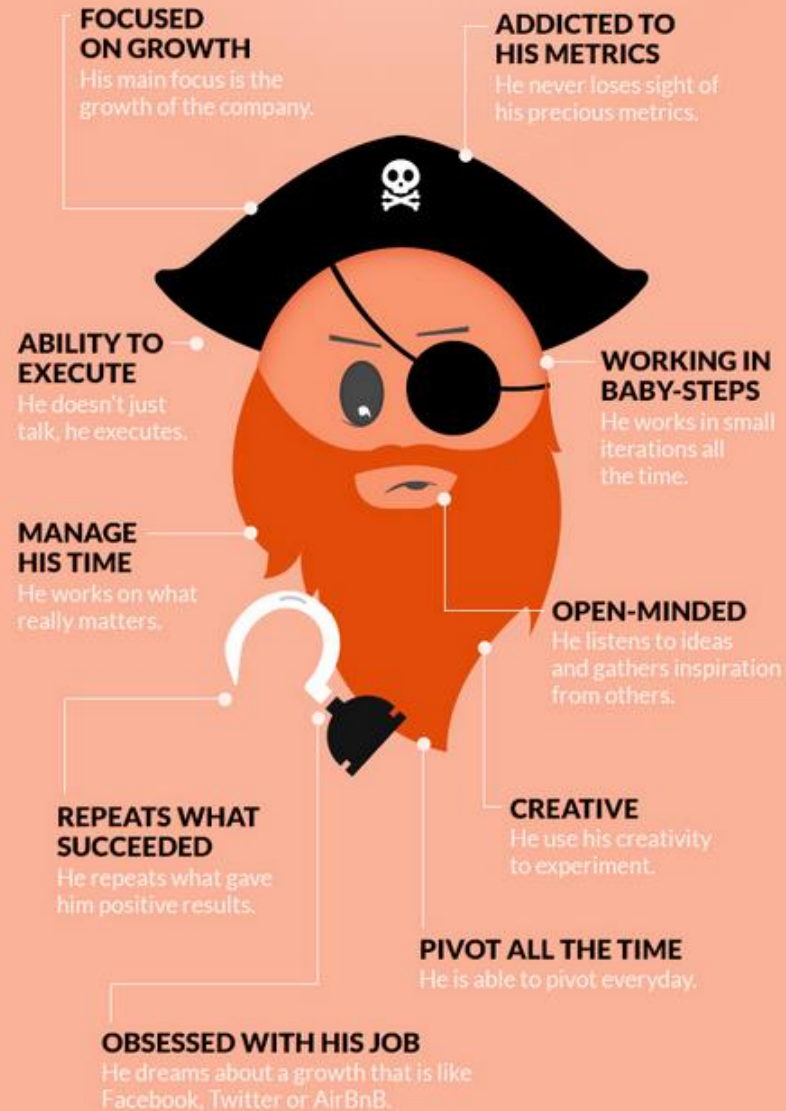 FOCUSED
ON GROWTH
His main focus is the
growth of the company.
ADDICTED TO
HIS METRICS
He never loses sight of
his precious metrics.
ABILITY TO
EXECUTE
He doesn't just
talk, he executes.
WORKING IN
BABY-STEPS
He works in small
iterations all
the time.
MANAGE
HIS TIME
He works on what
really matters.
OPEN-MINDED
He listens to ideas
and gathers inspiration
from others.
REPEATS WHAT
SUCCEEDED
He repeats what gave
him positive results.
CREATIVE
He use his creativity
to experiment.
PIVOT ALL THE TIME
He is able to pivot everyday.
OBSESSED WITH HIS JOB
He dreams about a growth that is like
Facebook, Twitter or AirBnB.